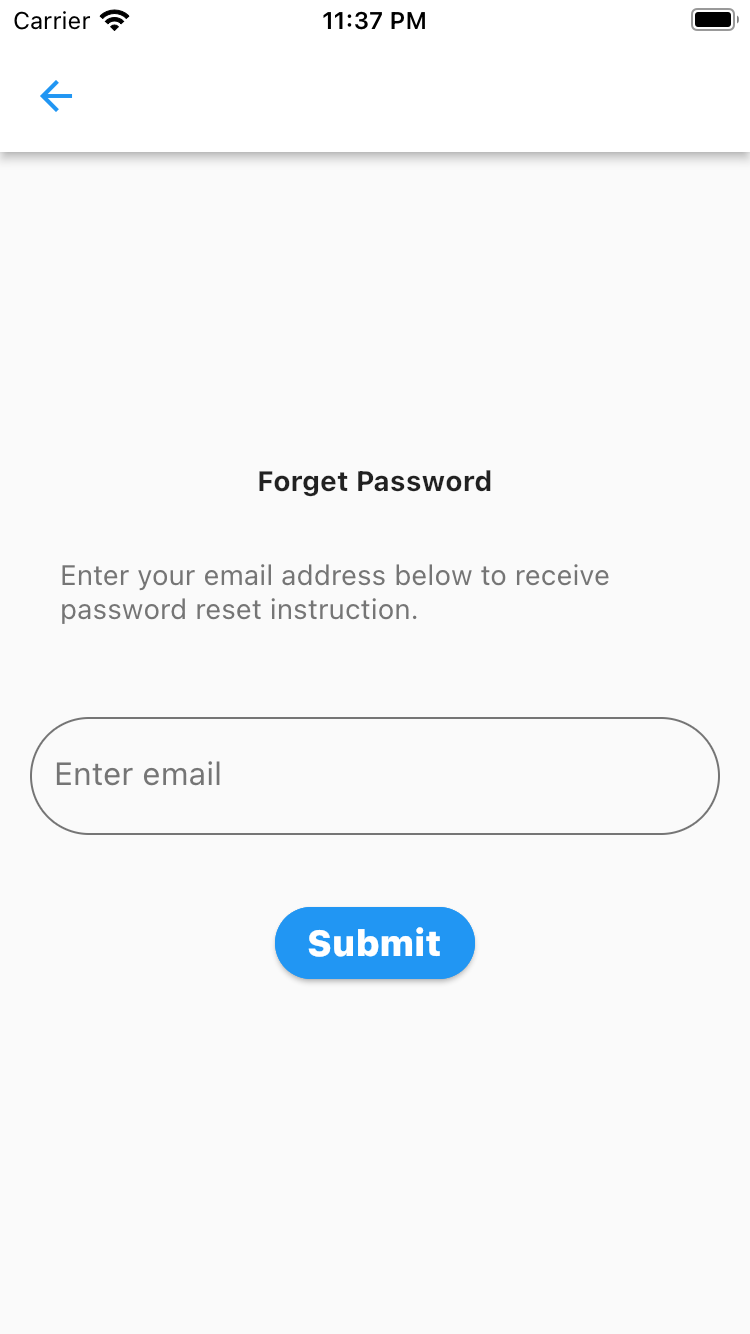 Carrier 11:37 PM
Forget Password
Enter your email address below to receive
password reset instruction.
Enter email
Submit